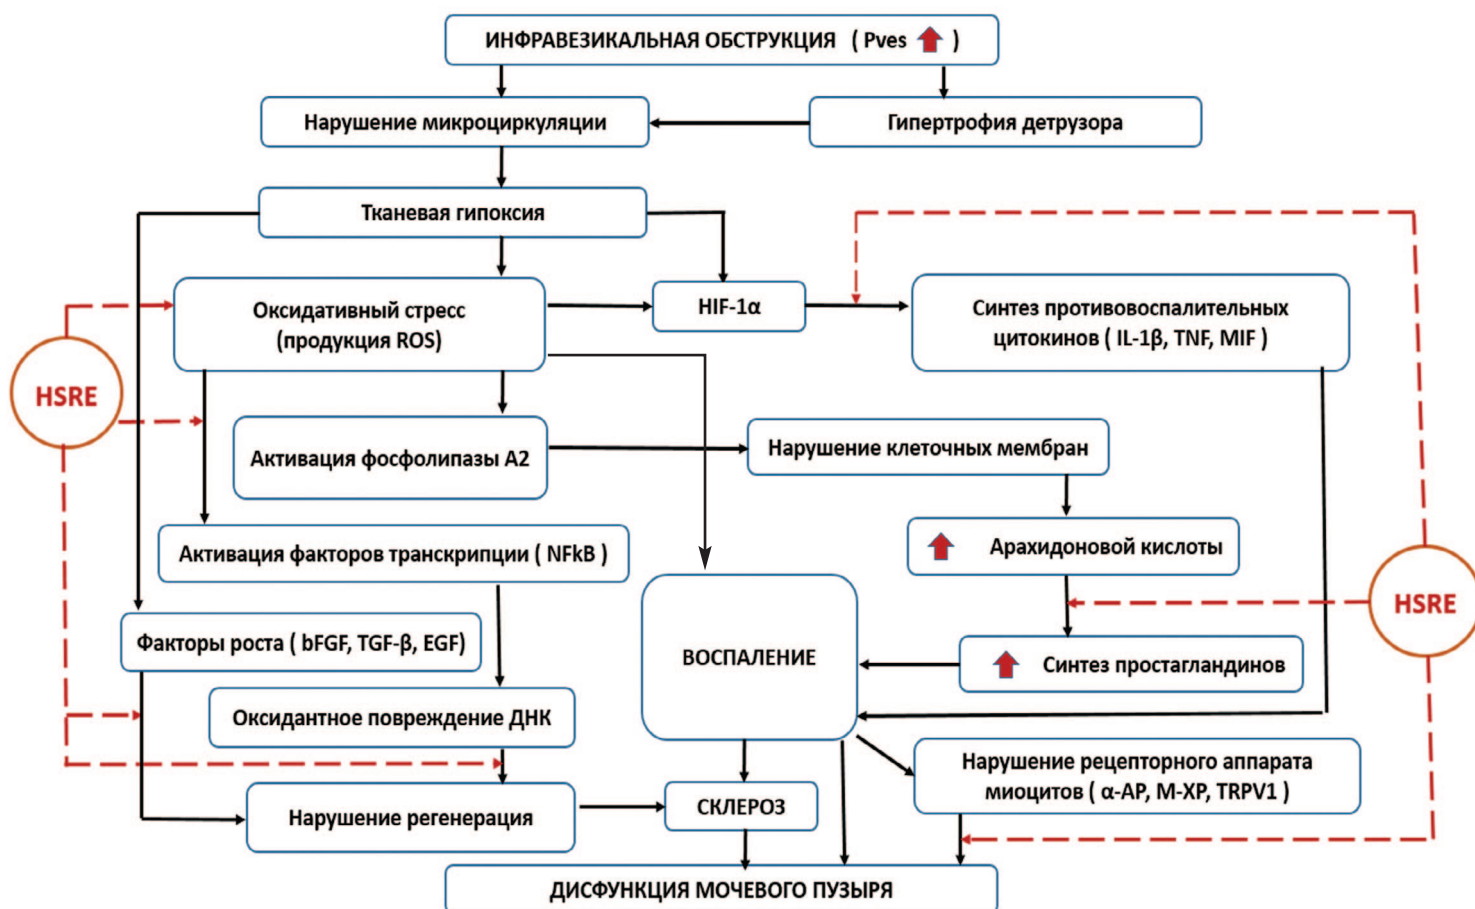 ИНФРАВЕЗИКАЛЬНАЯ ОБСТРУКЦИЯ ( Pves )
Нарушение микроциркуляции
Гипертрофия детрузора
Тканевая гипоксия
Оксидативный стресс
(продукция ROS)
HIF-1α
Синтез противовоспалительных
цитокинов ( IL-1β, TNF, MIF )
HSRE
Активация фосфолипазы А2
Нарушение клеточных мембран
Активация факторов транскрипции ( NFkB )
Арахидоновой кислоты
HSRE
Факторы роста ( bFGF, TGF-β, EGF)
ВОСПАЛЕНИЕ
Синтез простагландинов
Оксидантное повреждение ДНК
Нарушение рецепторного аппарата
миоцитов ( α-АР, М-ХР, TRPV1 )
Нарушение регенерация
СКЛЕРОЗ
ДИСФУНКЦИЯ МОЧЕВОГО ПУЗЫРЯ